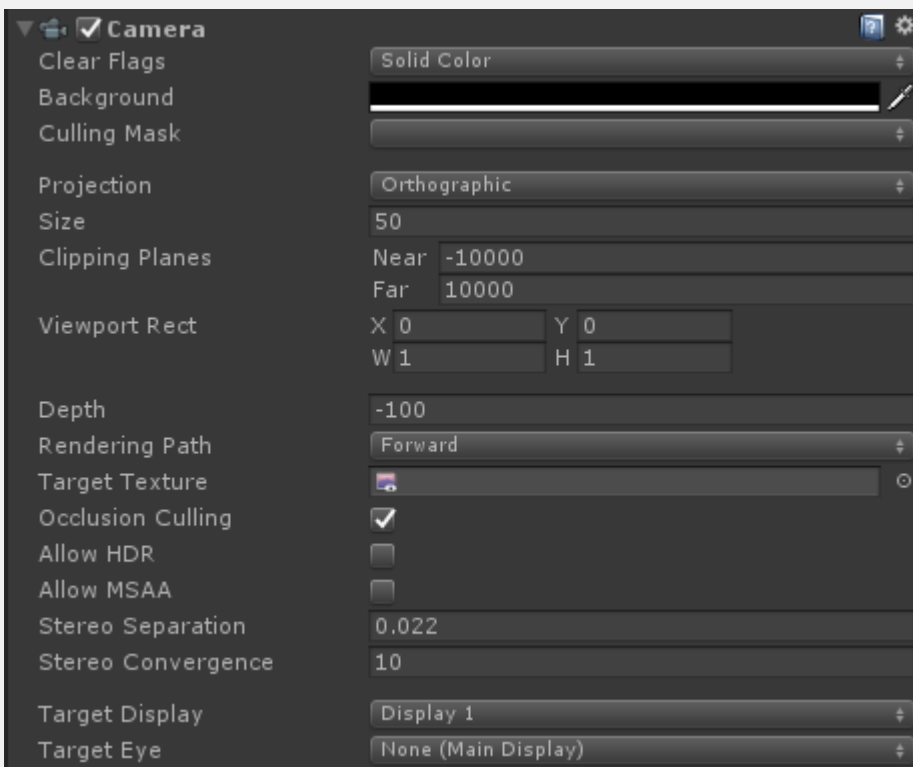 Camera
Clear Flags Solid Color
Background
Culling Mask
Projection Orthographic
Size 50
Clipping Planes Near -10000
Far 10000
Viewport Rect X 0 Y 0
W 1 H 1
Depth -100
Rendering Path Forward
Target Texture
Occlusion Culling
Allow HDR
Allow MSAA
Stereo Separation 0.022
Stereo Convergence 10
Target Display Display 1
Target Eye None (Main Display)